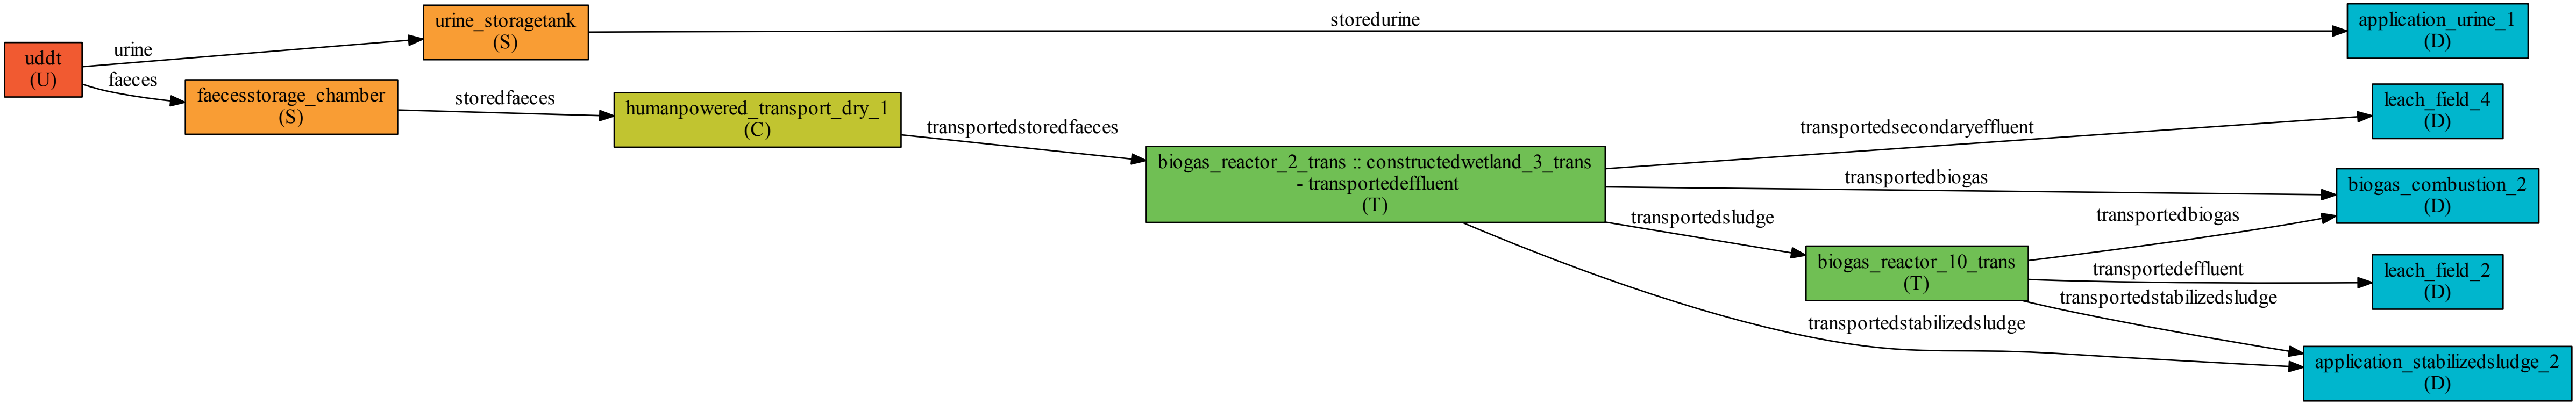 uddt
(U)
urine
faeces
urine_storagetank
(S)
faecesstorage_chamber
(S)
storedurine
storedfaeces
humanpowered_transport_dry_1
(C)
transportedstoredfaeces
biogas_reactor_2_trans :: constructedwetland_3_trans
- transportedeffluent
(T)
transportedsecondaryeffluent
transportedbiogas
transportedsludge
transportedstabilizedsludge
biogas_reactor_10_trans
(T)
transportedbiogas
transportedeffluent
transportedstabilizedsludge
application_urine_1
(D)
leach_field_4
(D)
biogas_combustion_2
(D)
leach_field_2
(D)
application_stabilizedsludge_2
(D)